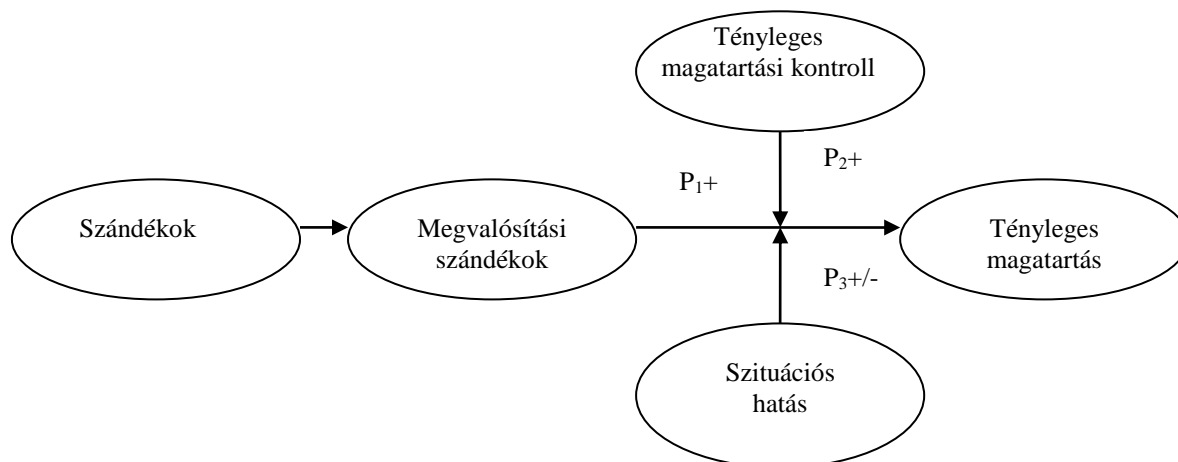 Tényleges
magatartási kontroll
P₂+
P₁+
Szándékok
Megvalósítási
szándékok
Tényleges
magatartás
P₃+/-
Szituációs
hatás